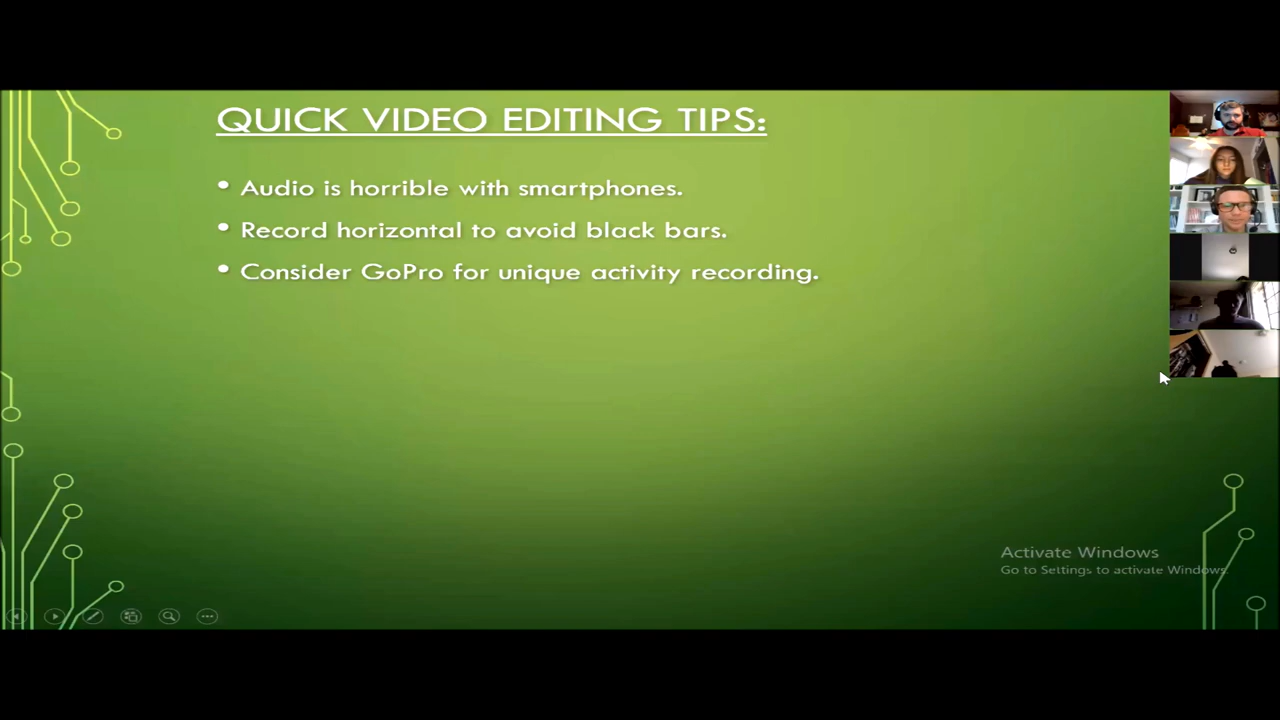 QUICK VIDEO EDITING TIPS:
• Audio is horrible with smartphones.
• Record horizontal to avoid black bars.
• Consider GoPro for unique activity recording.
Activate Windows
Go to Settings to activate Windows.